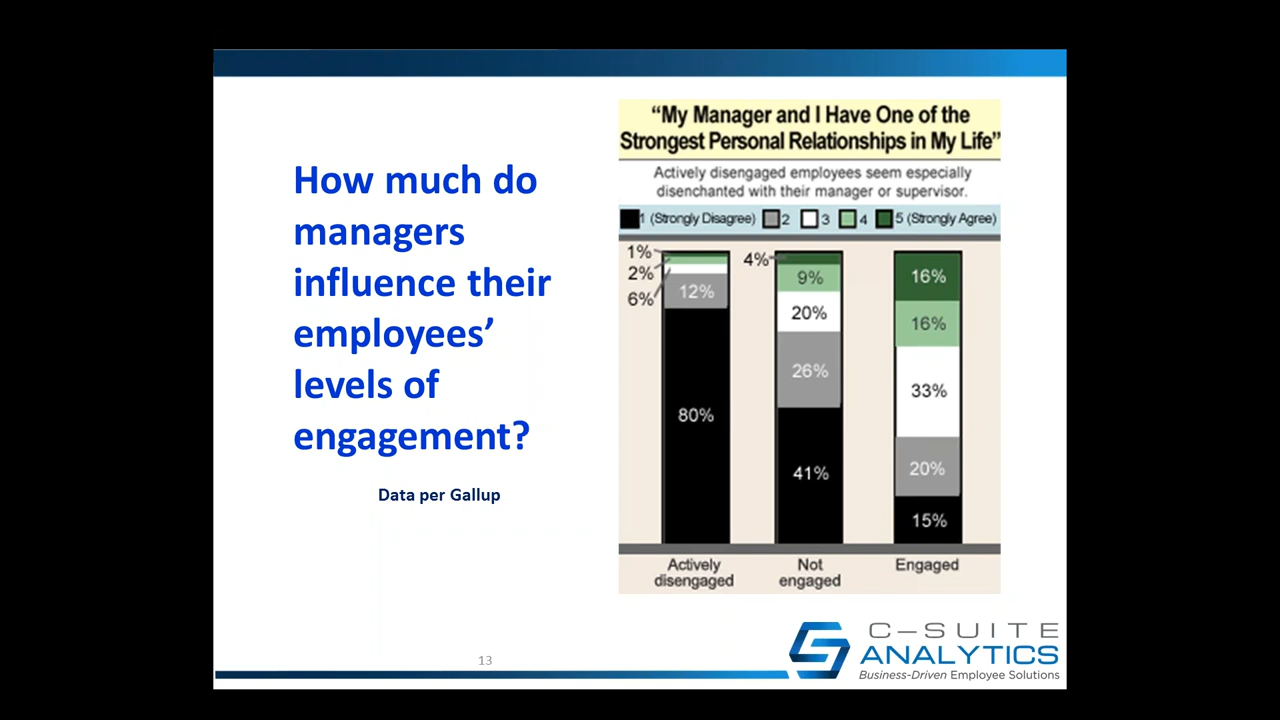 How much do
managers
influence their
employees’
levels of
engagement?
Data per Gallup
“My Manager and I Have One of the
Strongest Personal Relationships in My Life”
Actively disengaged employees seem especially
disenchanted with their manager or supervisor.
1 (Strongly Disagree) 2 3 4 5 (Strongly Agree)
1%
2%
6%
12%
80%
4%
9%
20%
26%
41%
16%
16%
33%
20%
15%
Actively
disengaged
Not
engaged
Engaged
13
C–SUITE
ANALYTICS
Business-Driven Employee Solutions